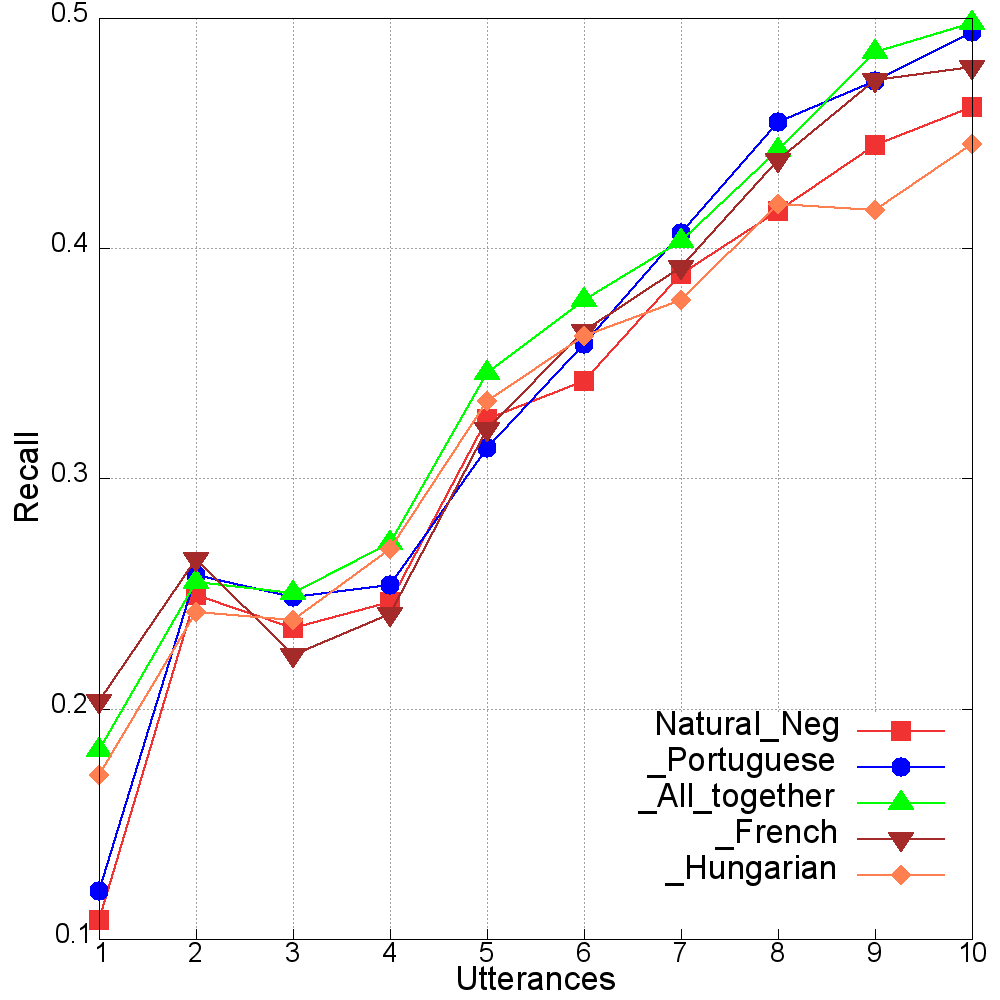 0.5
0.4
0.3
0.2
0.1
Recall
Natural_Neg
_Portuguese
_All_together
_French
_Hungarian
1 2 3 4 5 6 7 8 9 10
Utterances